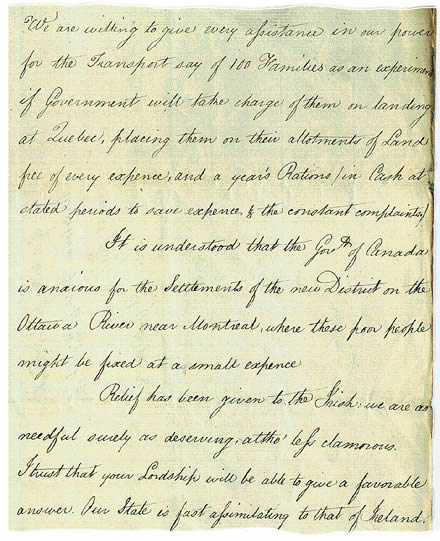 We are willing to give every assistance in our power
for the Transport say of 100 Families as an experiment
if Government will take charge of them on landing
at Quebec, placing them on their allotments of Land
free of every expence, and a year's Rations /in Cash at
stated periods to save expence, & the constant complaints/
It is understood that the Govt. of Canada
is anxious for the Settlements of the new District on the
Ottawa River near Montreal, where these poor people
might be fixed at a small expence
Relief has been given to the Irish: we are as
needful surely as deserving, altho' less clamorous.
I trust that your Lordship will be able to give a favorable
answer. Our State is fast assimilating to that of Ireland.